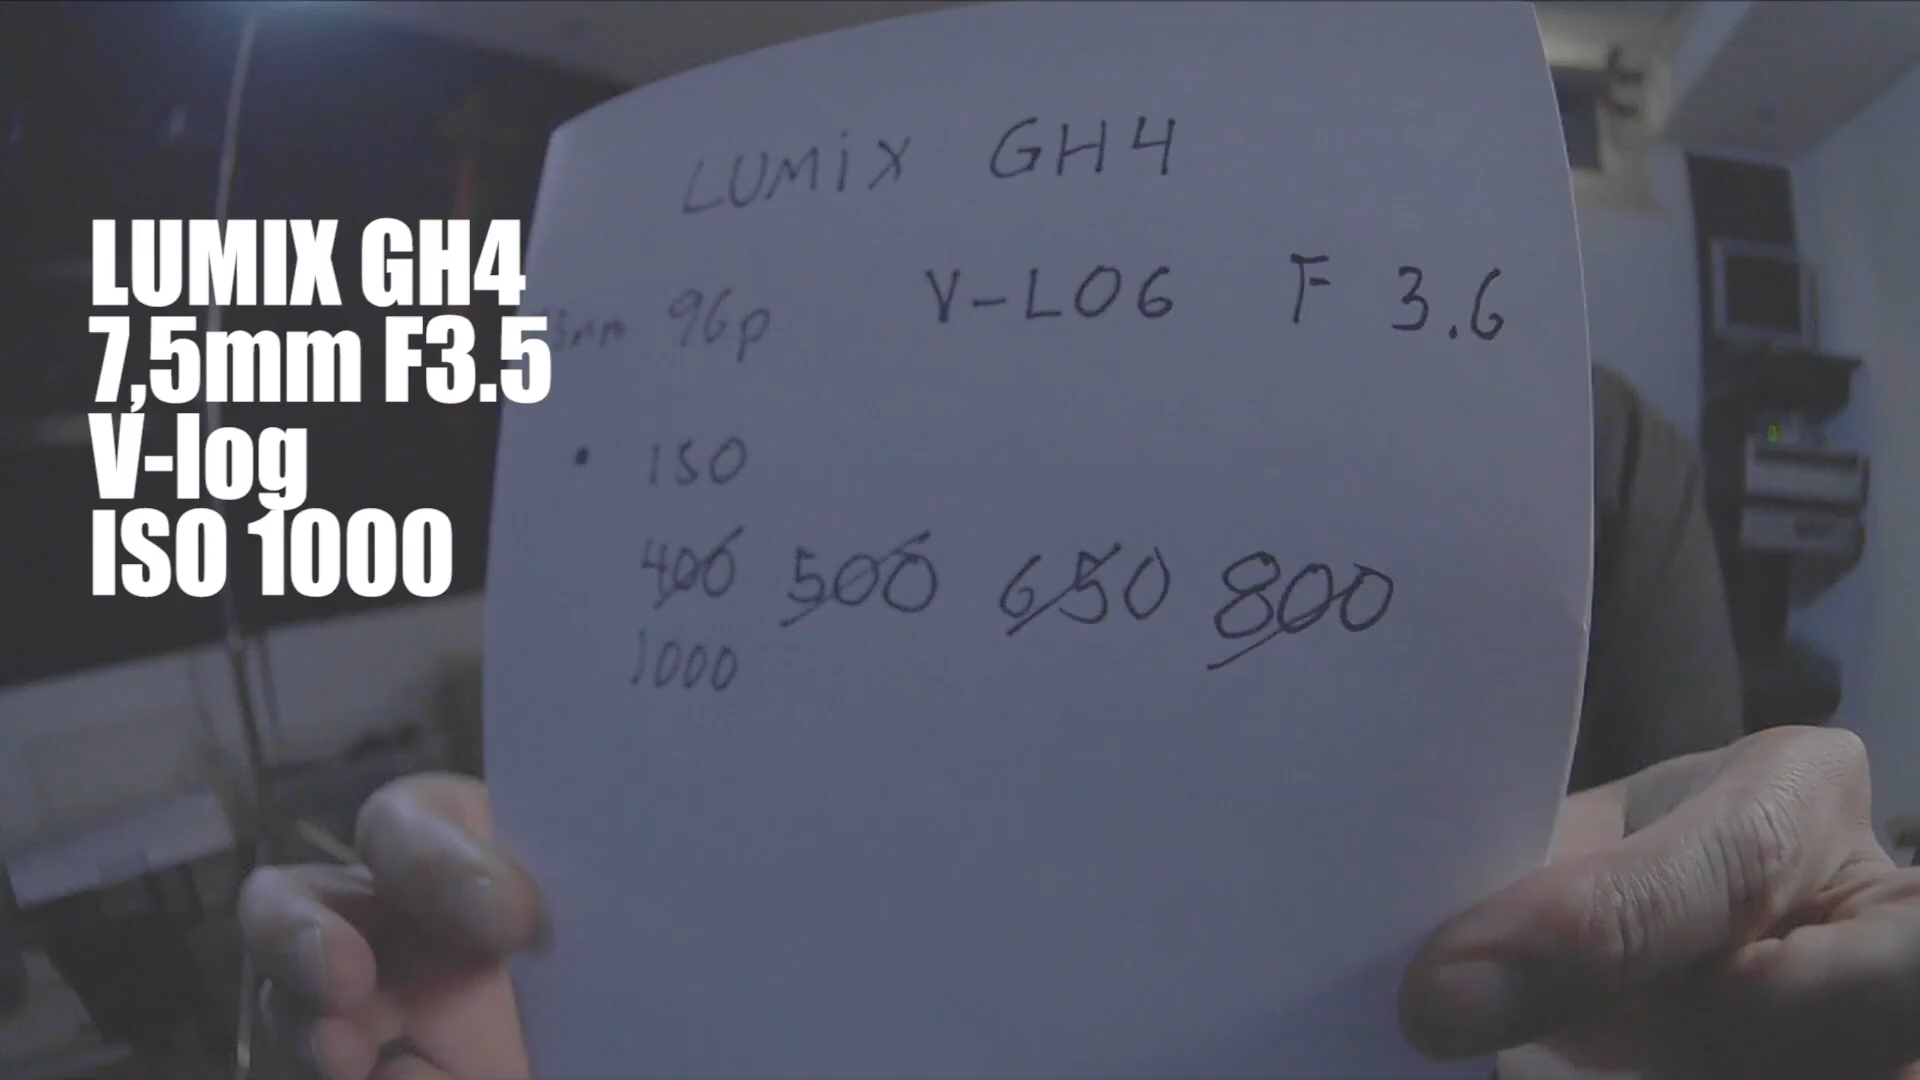 LUMIX GH4
7,5mm F3.5
V-log
ISO 1000
LUMiX GH4
96p V-LOG F 3.6
• ISO
400 500 650 800
1000